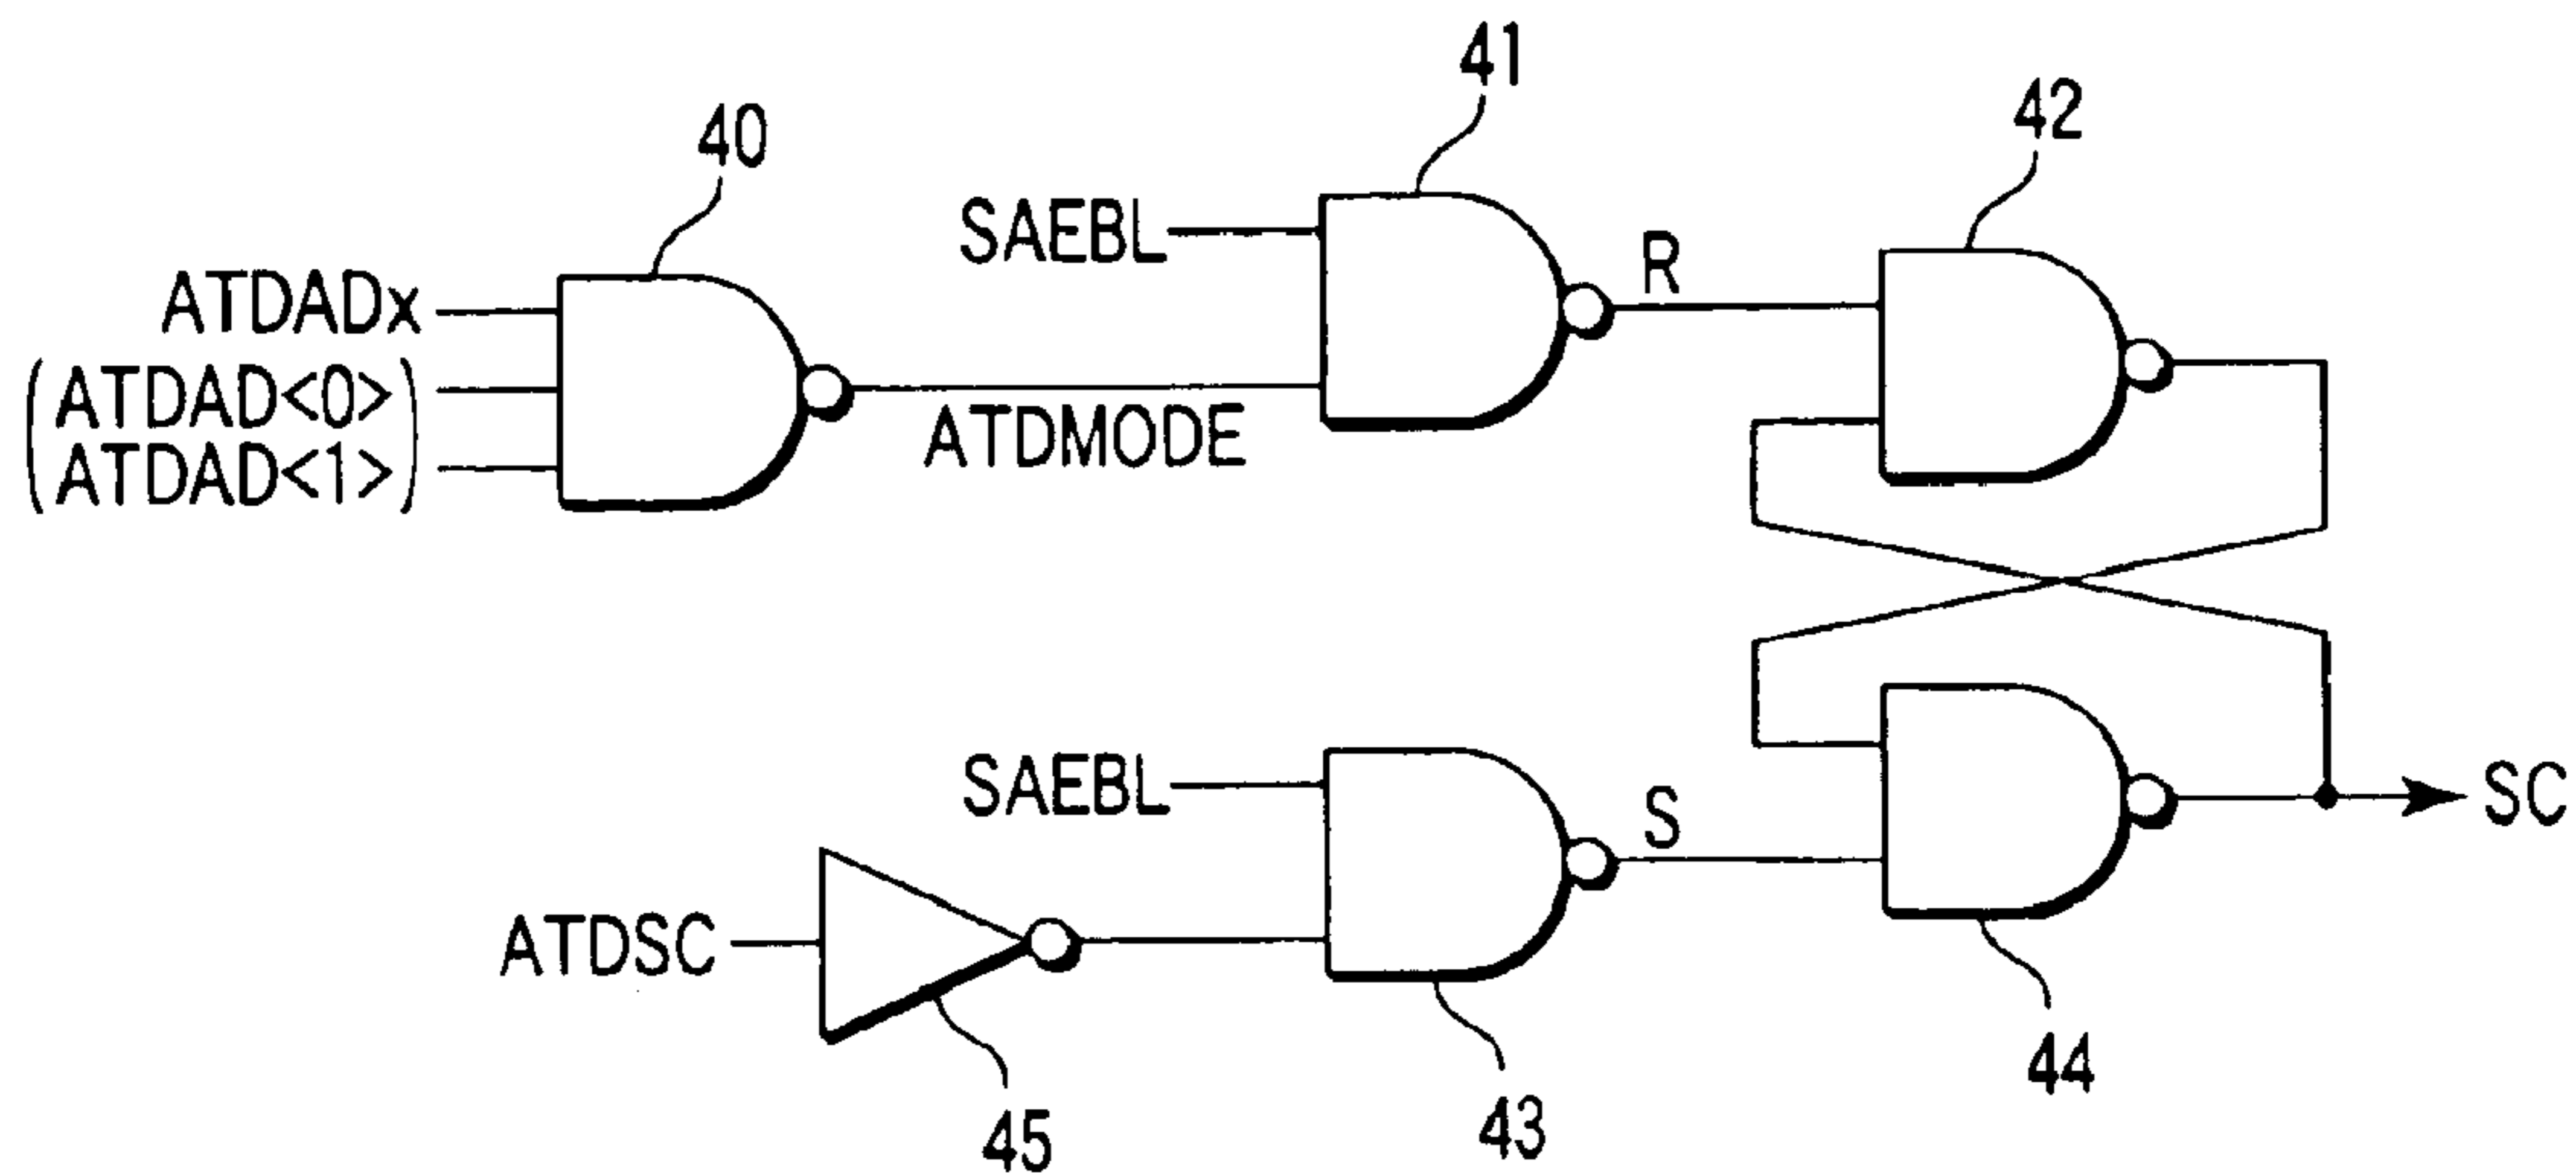 41
42
40
SAEBL
R
ATDADx
(ATDAD<0>
ATDAD<1>)
ATDMODE
SAEBL
S
SC
ATDSC
45
43
44